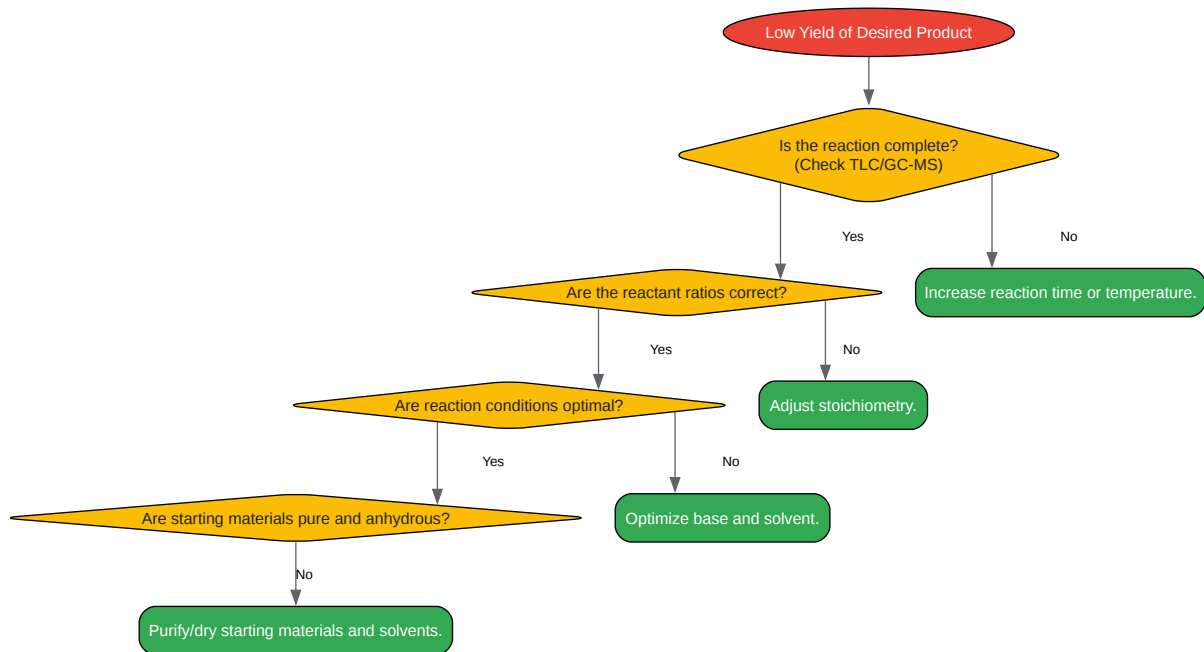 Low Yield of Desired Product
Is the reaction complete?
(Check TLC/GC-MS)
Yes
No
Are the reactant ratios correct?
Increase reaction time or temperature.
Yes
No
Are reaction conditions optimal?
Adjust stoichiometry.
Yes
No
Are starting materials pure and anhydrous?
Optimize base and solvent.
No
Purify/dry starting materials and solvents.